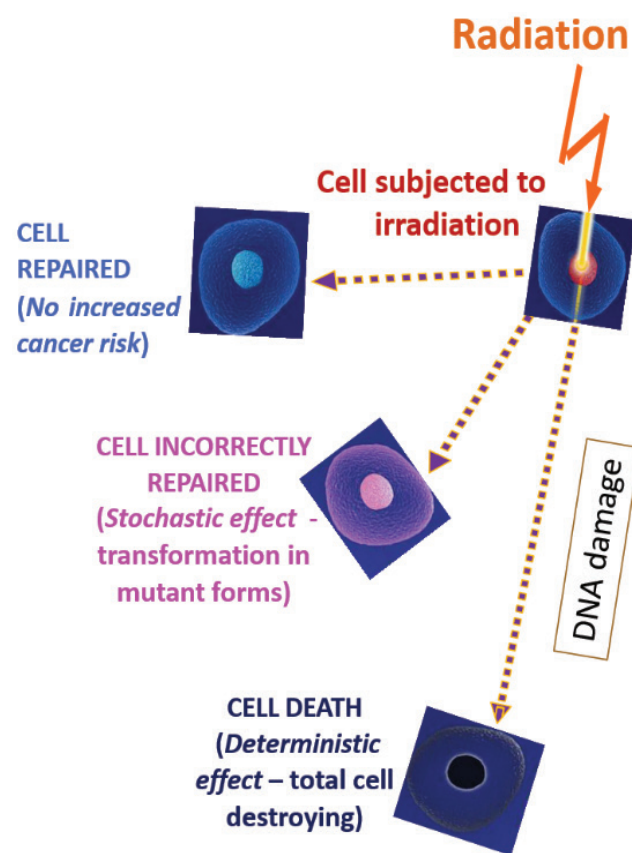 Radiation
Cell subjected to
irradiation
CELL
REPAIRED
(No increased
cancer risk)
CELL INCORRECTLY
REPAIRED
(Stochastic effect -
transformation in
mutant forms)
DNA damage
CELL DEATH
(Deterministic
effect – total cell
destroying)